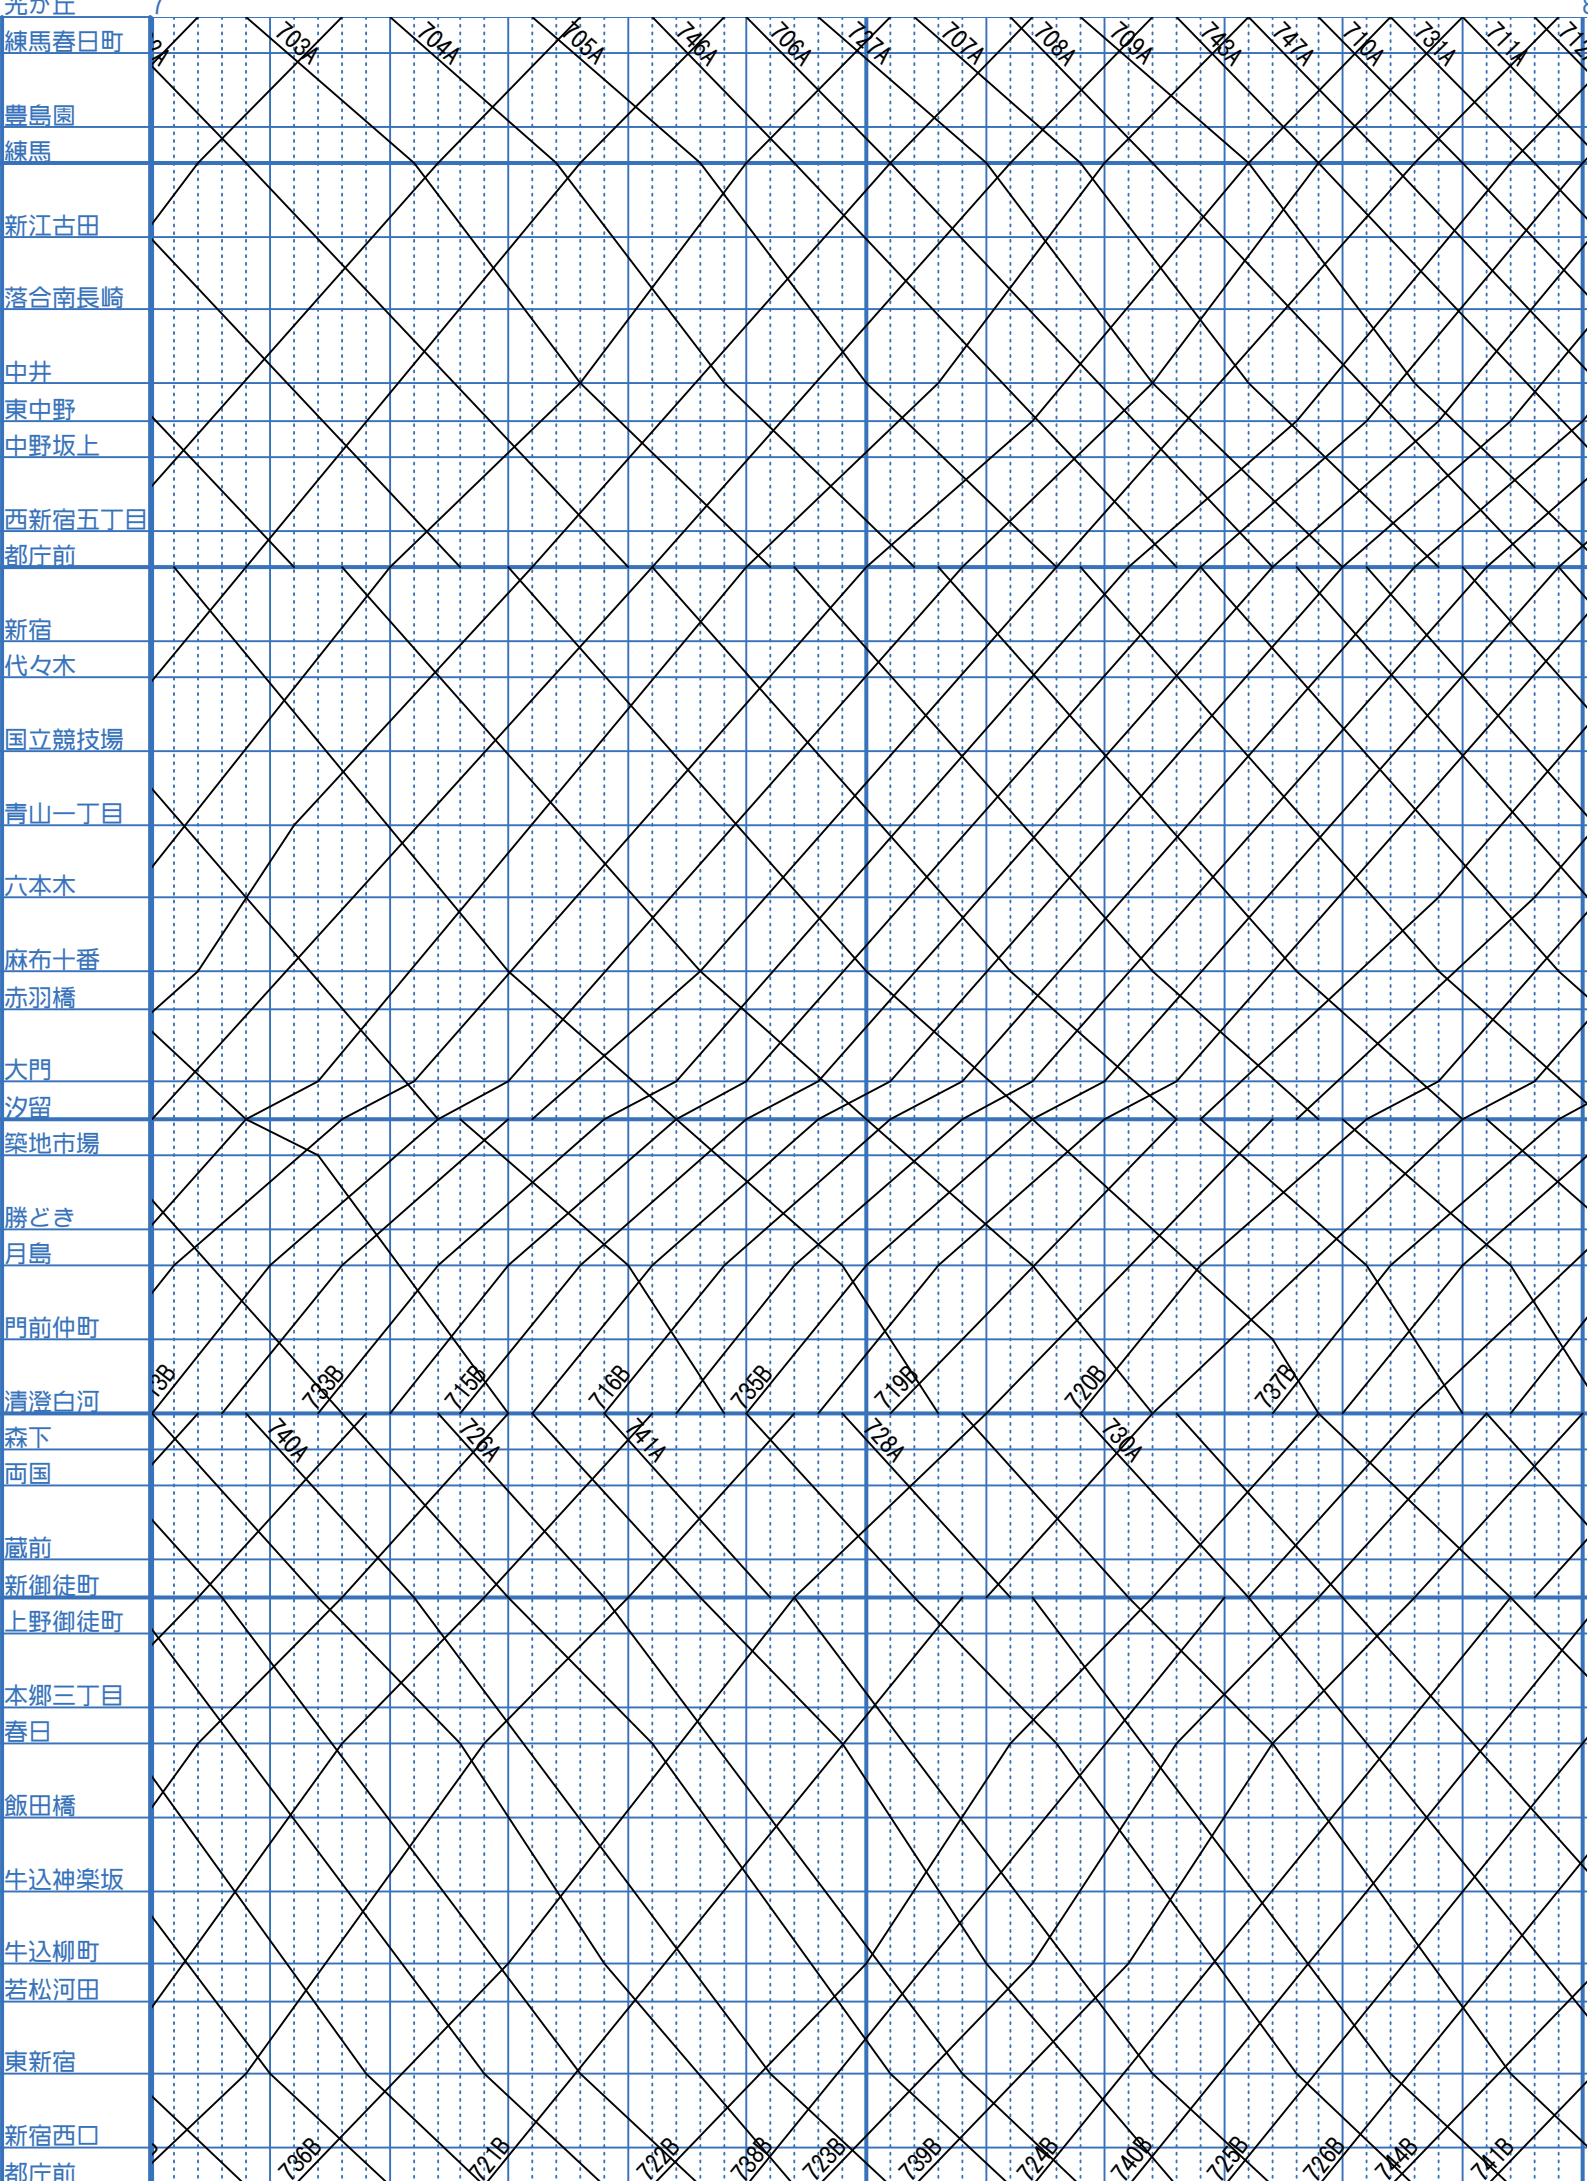 光が丘 7 8
練馬春日町 2A 703A 704A 705A 746A 706A 727A 707A 708A 709A 743A 747A 710A 731A 711A 712
豊島園
練馬
新江古田
落合南長崎
中井
東中野
中野坂上
西新宿五丁目
都庁前
新宿
代々木
国立競技場
青山一丁目
六本木
麻布十番
赤羽橋
大門
汐留
築地市場
勝どき
月島
門前仲町
清澄白河 13B 733B 715B 716B 735B 719B 720B 737B
森下 740A 726A 741A 728A 730A
両国
蔵前
新御徒町
上野御徒町
本郷三丁目
春日
飯田橋
牛込神楽坂
牛込柳町
若松河田
東新宿
新宿西口 736B 721B 722B 738B 723B 739B 724B 740B 725B 726B 744B 741B
都庁前